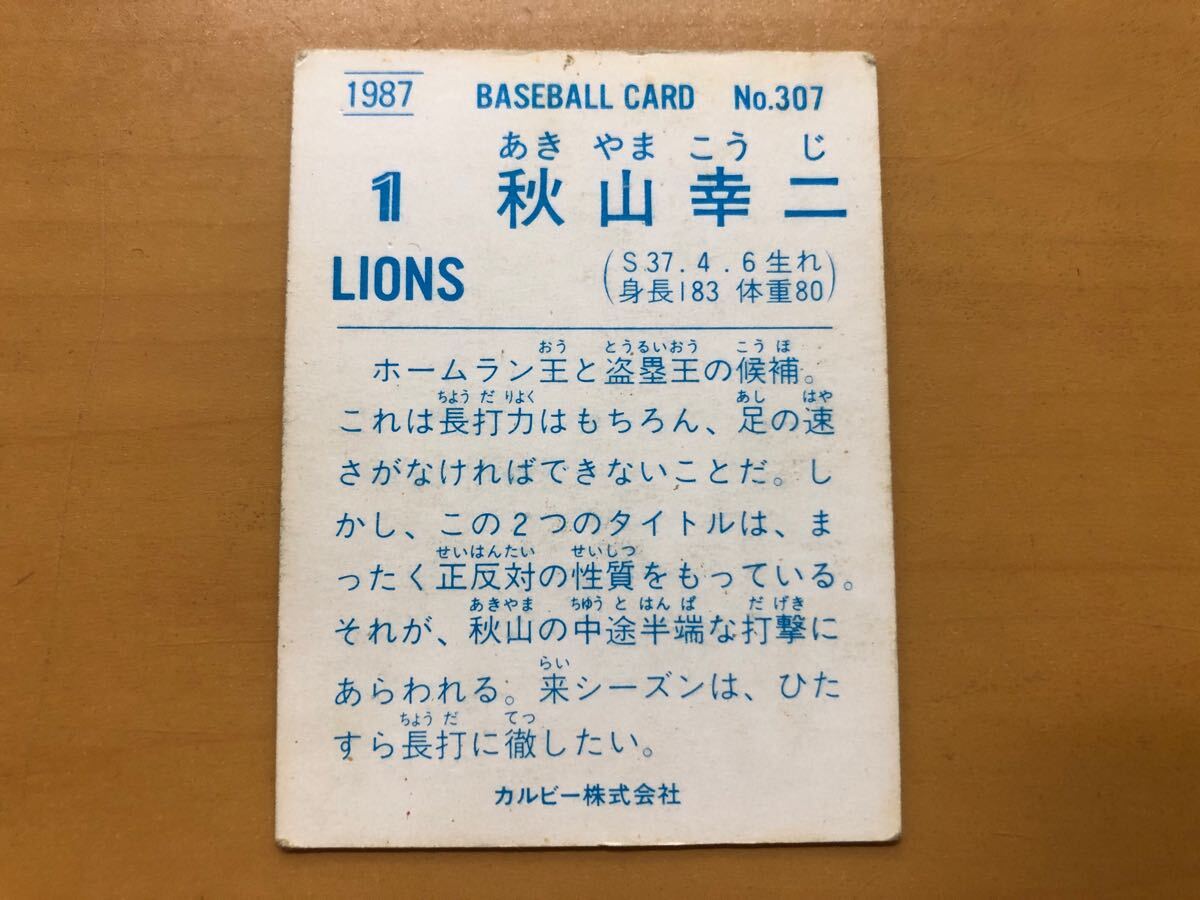 1987 BASEBALL CARD No.307
あき やま こう じ
1 秋山幸二
LIONS
(S37.4.6生れ
身長183 体重80)
おう とうるいおう こうほ
ホームラン王と盗塁王の候補。
ちようだりよく あし はや
これは長打力はもちろん、足の速
さがなければできないことだ。し
かし、この2つのタイトルは、ま
せいはんたい せいしつ
ったく正反対の性質をもっている。
あきやま ちゆうとはんぱ だげき
それが、秋山の中途半端な打撃に
らい
あらわれる。来シーズンは、ひた
ちようだ てつ
すら長打に徹したい。
カルビー株式会社